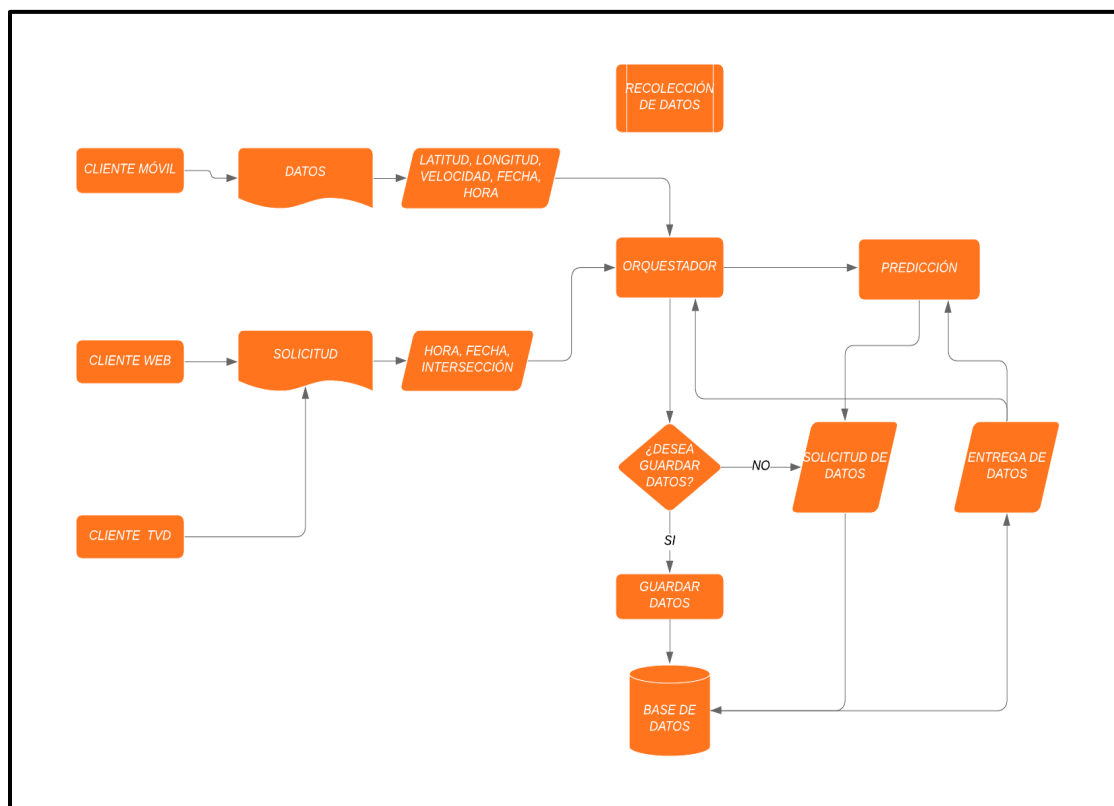 RECOLECCIÓN
DE DATOS
CLIENTE MÓVIL
DATOS
LATITUD, LONGITUD,
VELOCIDAD, FECHA,
HORA
ORQUESTADOR
PREDICCIÓN
CLIENTE WEB
SOLICITUD
HORA, FECHA,
INTERSECCIÓN
¿DESEA
GUARDAR
DATOS?
NO
SOLICITUD DE
DATOS
ENTREGA DE
DATOS
CLIENTE TVD
SI
GUARDAR
DATOS
BASE DE
DATOS